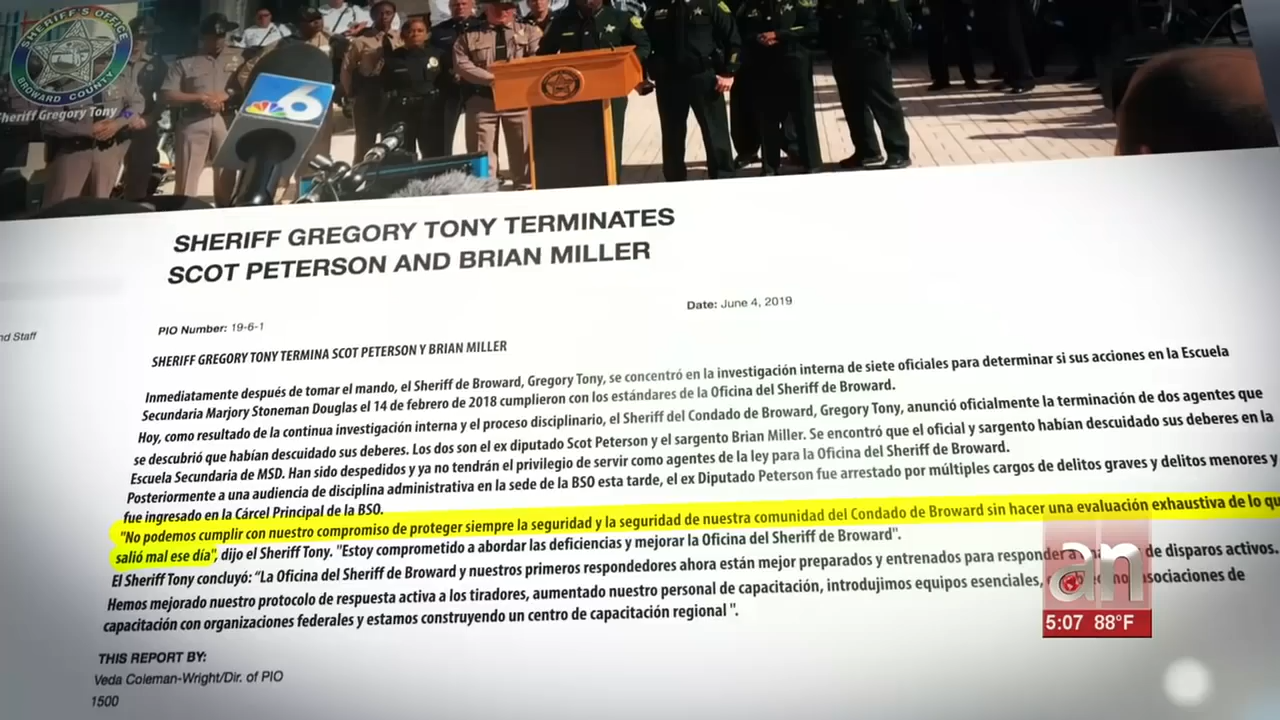 SHERIFF'S OFFICE
BROWARD COUNTY
Sheriff Gregory Tony
6
SHERIFF GREGORY TONY TERMINATES
SCOT PETERSON AND BRIAN MILLER
Date: June 4, 2019
nd Staff
PIO Number: 19-6-1
SHERIFF GREGORY TONY TERMINA SCOT PETERSON Y BRIAN MILLER
Inmediatamente después de tomar el mando, el Sheriff de Broward, Gregory Tony, se concentró en la investigación interna de siete oficiales para determinar si sus acciones en la Escuela
Secundaria Marjory Stoneman Douglas el 14 de febrero de 2018 cumplieron con los estándares de la Oficina del Sheriff de Broward.
Hoy, como resultado de la continua investigación interna y el proceso disciplinario, el Sheriff del Condado de Broward, Gregory Tony, anunció oficialmente la terminación de dos agentes que
se descubrió que habían descuidado sus deberes. Los dos son el ex diputado Scot Peterson y el sargento Brian Miller. Se encontró que el oficial y sargento habían descuidado sus deberes en la
Escuela Secundaria de MSD. Han sido despedidos y ya no tendrán el privilegio de servir como agentes de la ley para la Oficina del Sheriff de Broward.
Posteriormente a una audiencia de disciplina administrativa en la sede de la BSO esta tarde, el ex Diputado Peterson fue arrestado por múltiples cargos de delitos graves y delitos menores y
fue ingresado en la Cárcel Principal de la BSO.
"No podemos cumplir con nuestro compromiso de proteger siempre la seguridad y la seguridad de nuestra comunidad del Condado de Broward sin hacer una evaluación exhaustiva de lo qu
salió mal ese día", dijo el Sheriff Tony. "Estoy comprometido a abordar las deficiencias y mejorar la Oficina del Sheriff de Broward".
El Sheriff Tony concluyó: "La Oficina del Sheriff de Broward y nuestros primeros respondedores ahora están mejor preparados y entrenados para responder a de disparos activos.
Hemos mejorado nuestro protocolo de respuesta activa a los tiradores, aumentado nuestro personal de capacitación, introdujimos equipos esenciales, asociaciones de
capacitación con organizaciones federales y estamos construyendo un centro de capacitación regional ".
THIS REPORT BY:
Veda Coleman-Wright/Dir. of PIO
1500
an
5:07 88°F